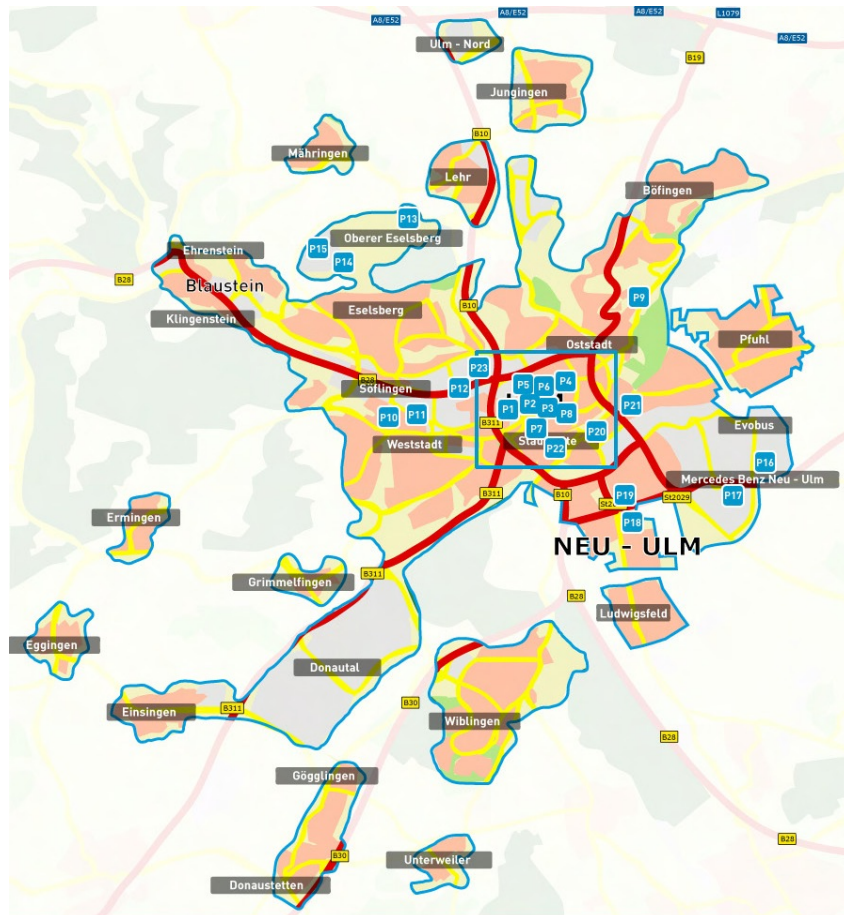 A8/E52
A8/E52
A8/E52
L1079
A8/E52
Ulm - Nord
B19
Jungingen
B10
Mähringen
Lehr
Böfingen
P13
Oberer Eselsberg
P15
P14
Ehrenstein
B28
Blaustein
P9
Eselsberg
B10
Klingenstein
Pfuhl
Oststadt
P23
B28
Söflingen
P12
P5
P6
P4
P1
P2
P3
P8
P21
P10
P11
B311
P7
P20
Evobus
Weststadt
P22
P16
Mercedes Benz Neu - Ulm
B311
B10
P19
St2029
P17
Ermingen
P18
NEU - ULM
B311
Grimmelfingen
B28
Ludwigsfeld
Eggingen
Donautal
Einsingen
B311
B30
Wiblingen
B28
Gögglingen
B28
B30
Unterweiler
Donaustetten